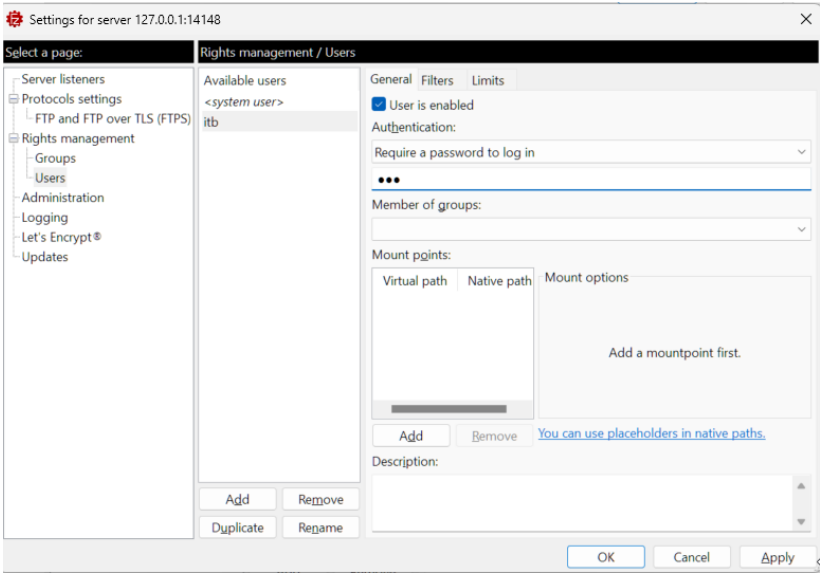 Settings for server 127.0.0.1:14148
Select a page:
Server listeners
Protocols settings
FTP and FTP over TLS (FTPS)
Rights management
Groups
Users
Administration
Logging
Let's Encrypt®
Updates
Rights management / Users
Available users
<system user>
itb
Add Remove
Duplicate Rename
General Filters Limits
User is enabled
Authentication:
Require a password to log in
•••
Member of groups:
Mount points:
Virtual path Native path
Mount options
Add a mountpoint first.
Add Remove
You can use placeholders in native paths.
Description:
OK Cancel Apply